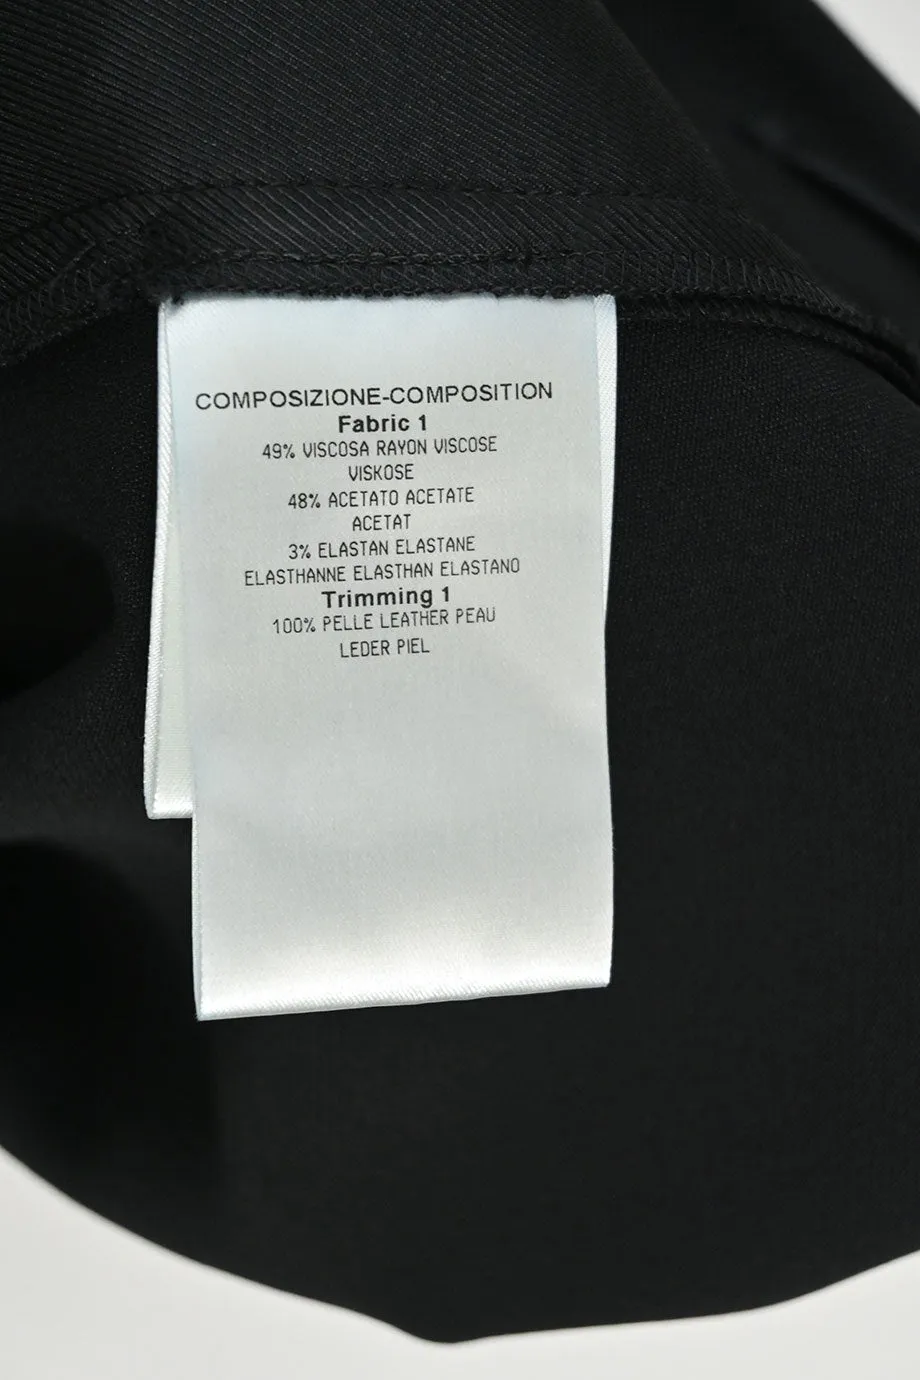 COMPOSIZIONE-COMPOSITION
Fabric 1
49% VISCOSA RAYON VISCOSE
VISKOSE
48% ACETATO ACETATE
ACETAT
3% ELASTAN ELASTANE
ELASTHANNE ELASTHAN ELASTANO
Trimming 1
100% PELLE LEATHER PEAU
LEDER PIEL